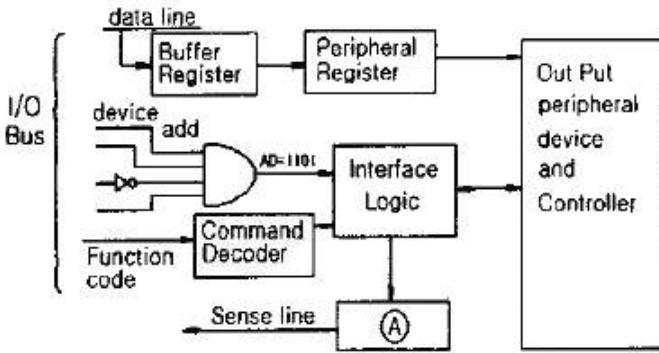 data line
Buffer
Register
Peripheral
Register
Out Put
peripheral
device
and
Controller
I/O
Bus
device
add
AD=1101
Interface
Logic
Command
Decoder
Function
code
Sense line
A